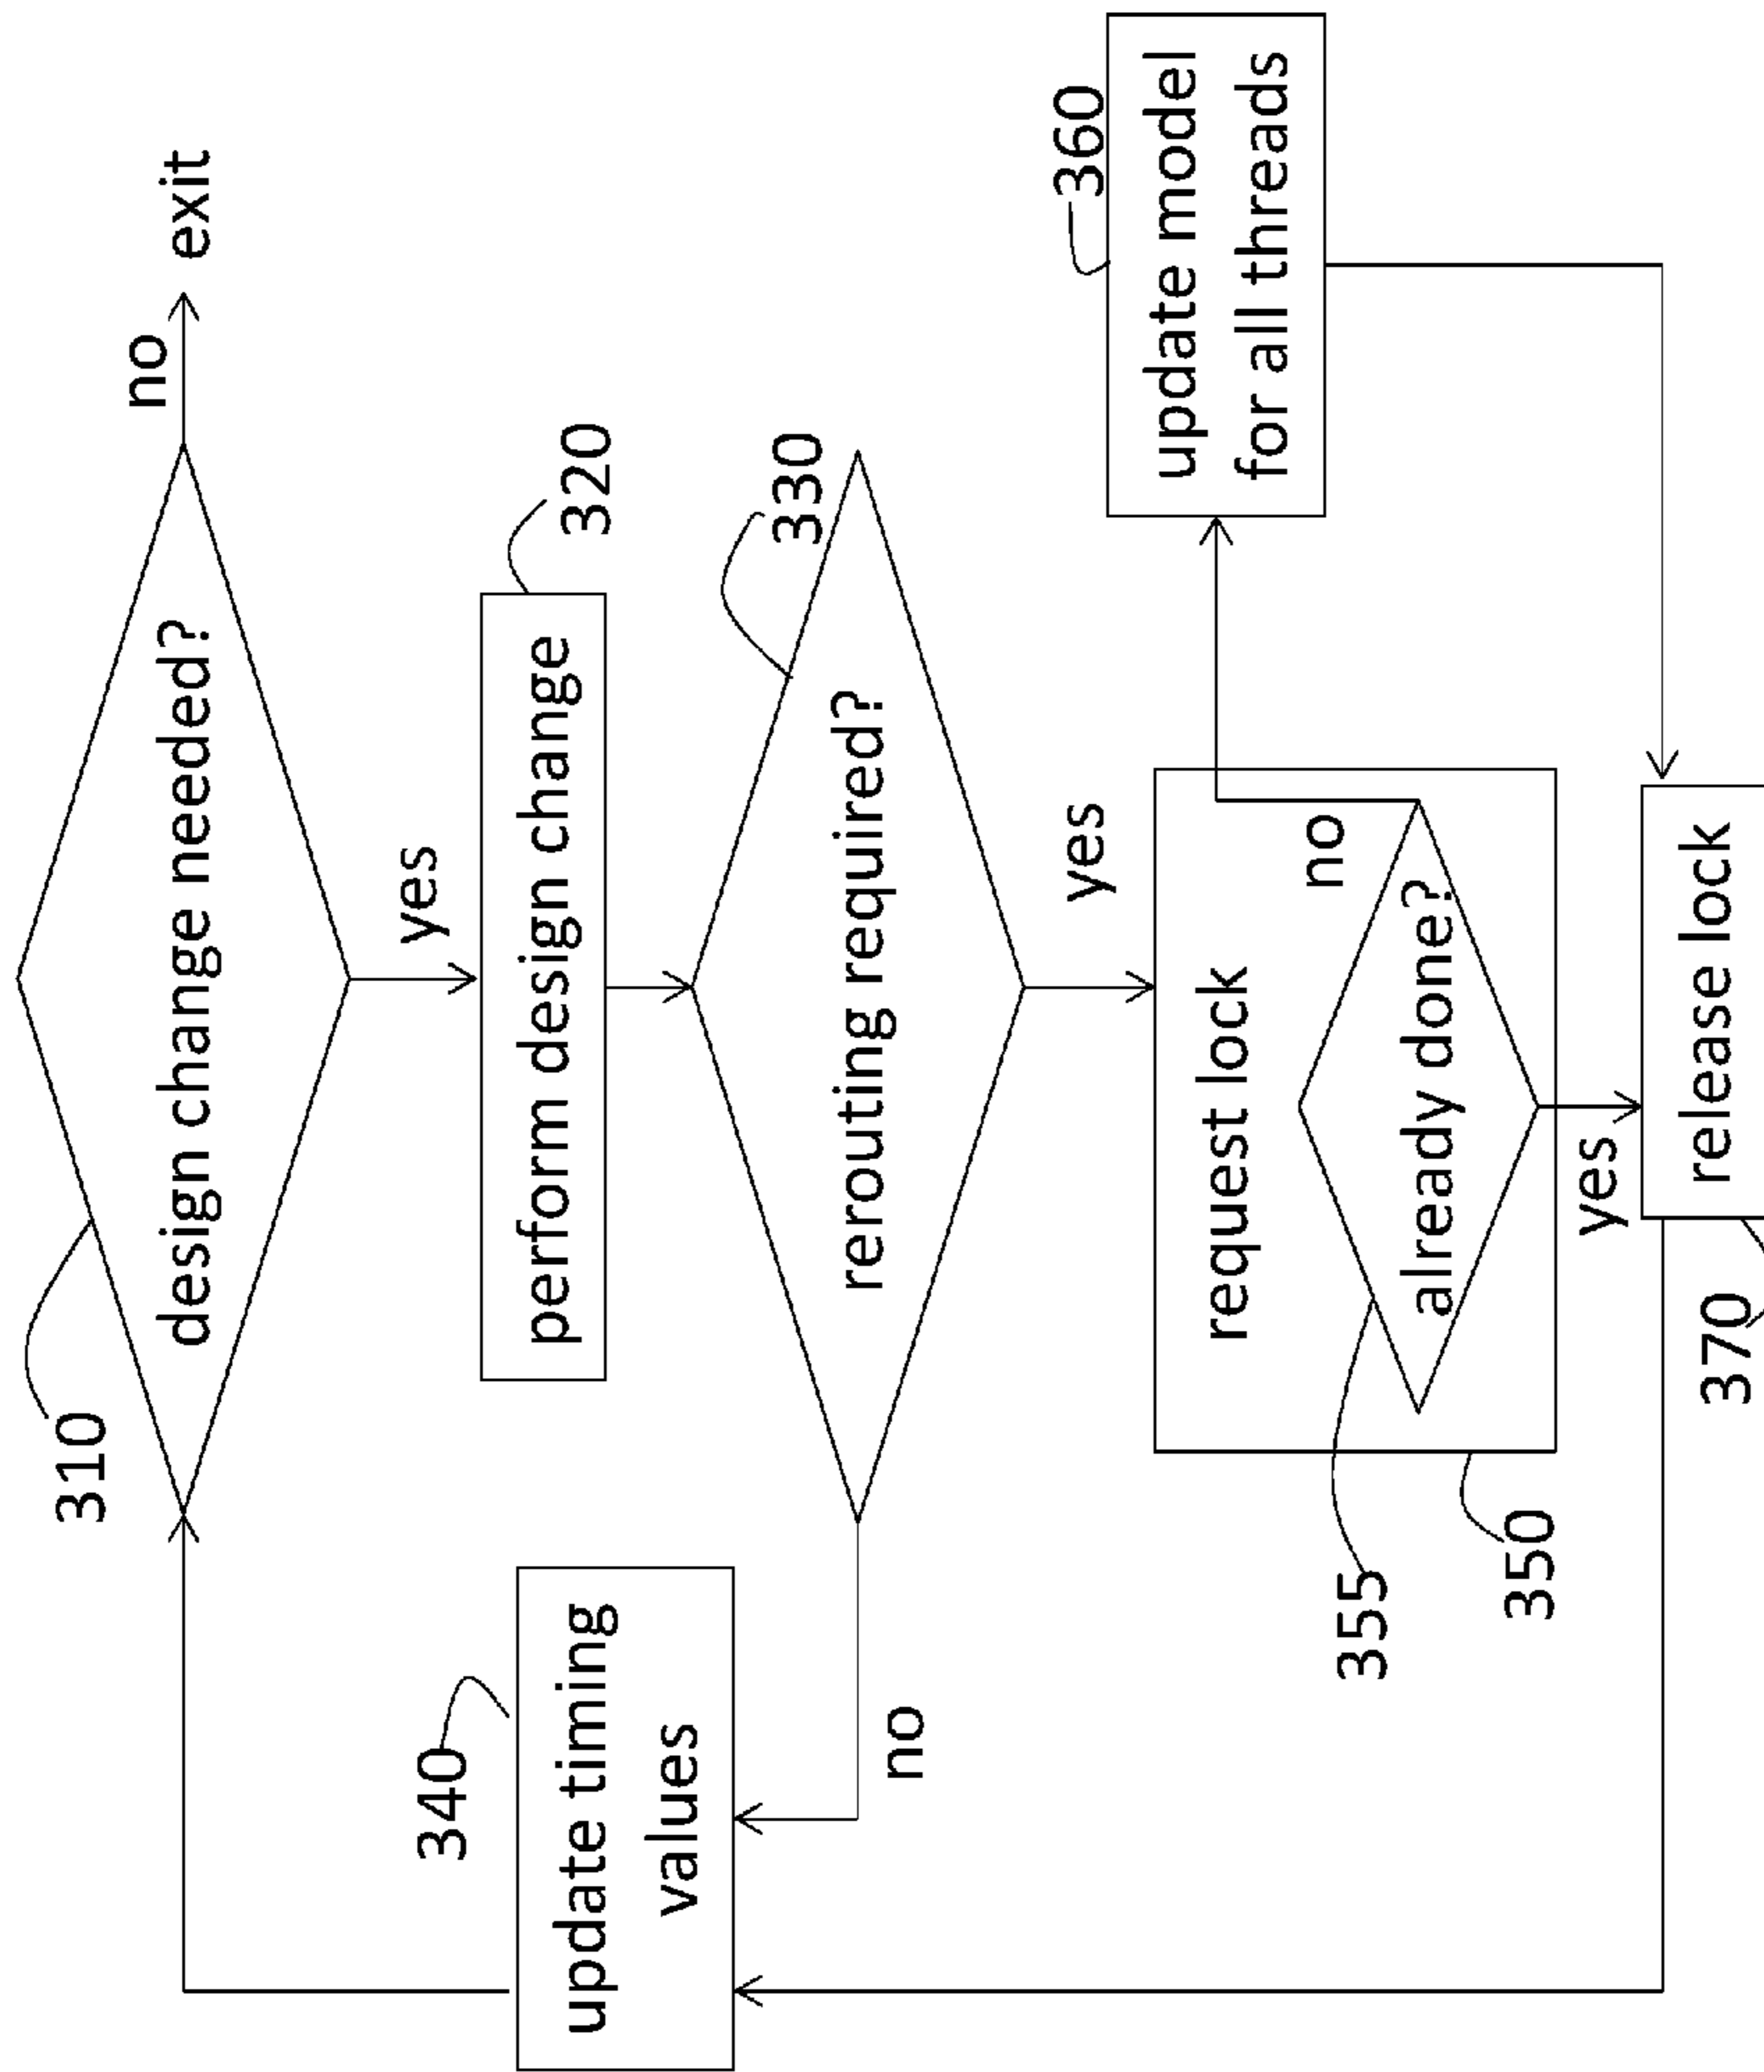 310
design change needed?
no
exit
yes
320
perform design change
340
update timing
values
330
rerouting required?
no
yes
360
update model
for all threads
request lock
no
355
already done?
350
yes
370
release lock